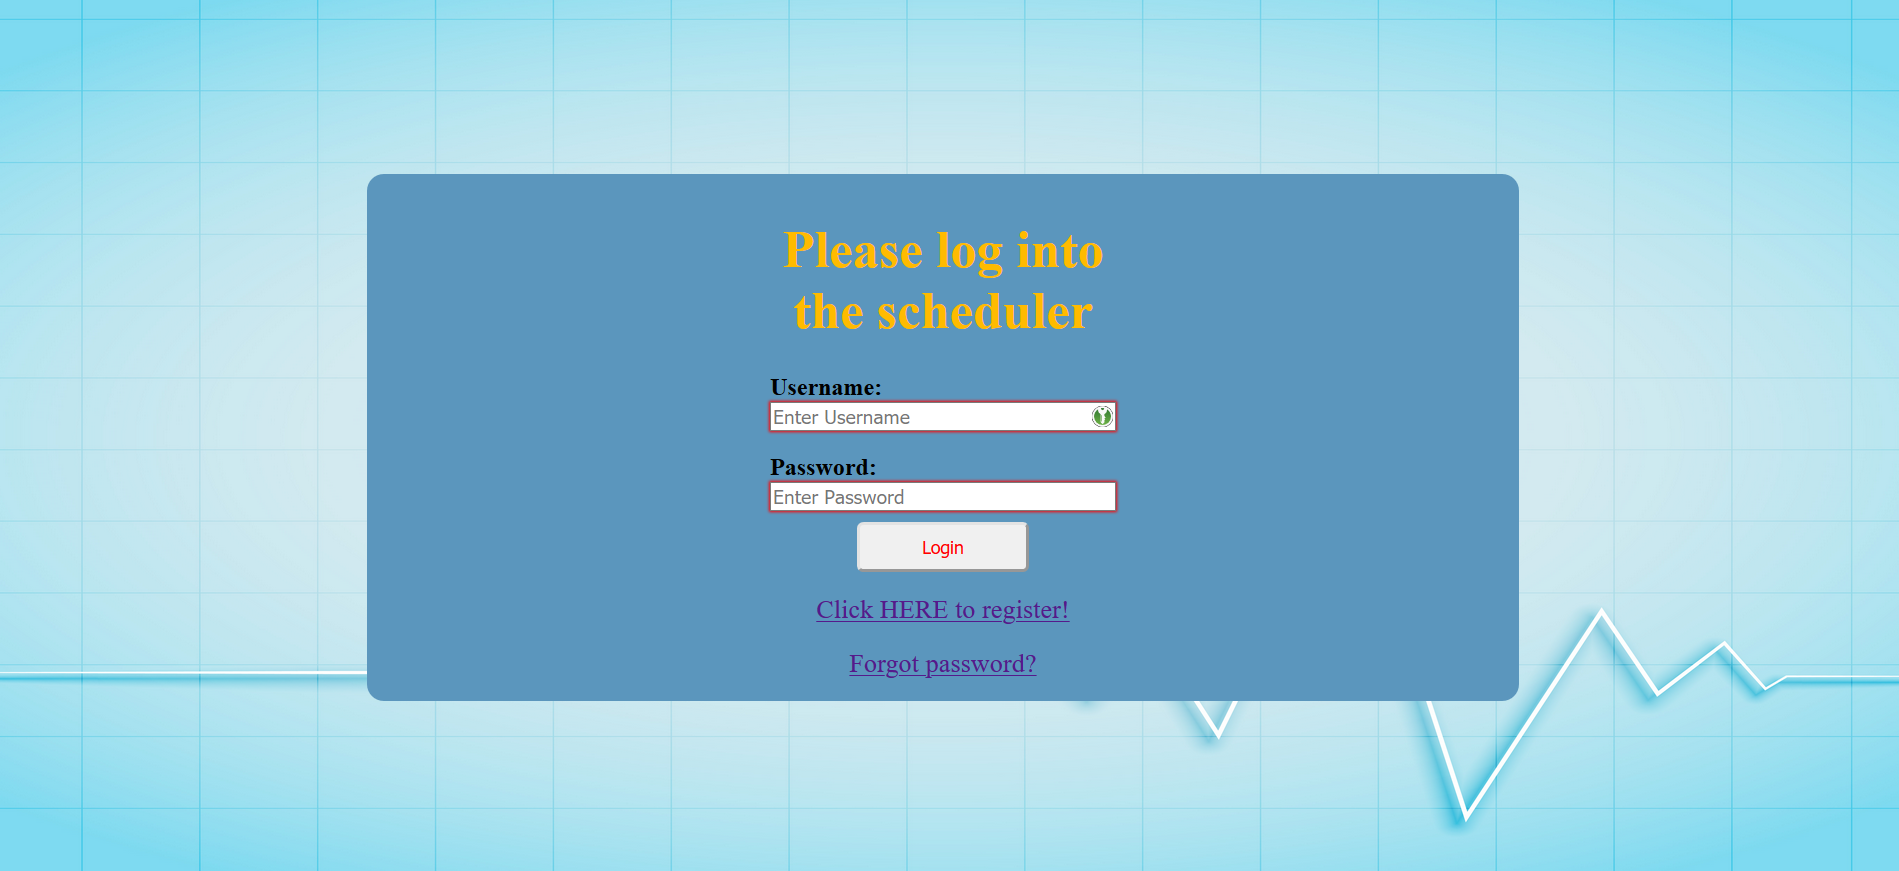 Please log into
the scheduler
Username:
Enter Username
Password:
Enter Password
Login
Click HERE to register!
Forgot password?